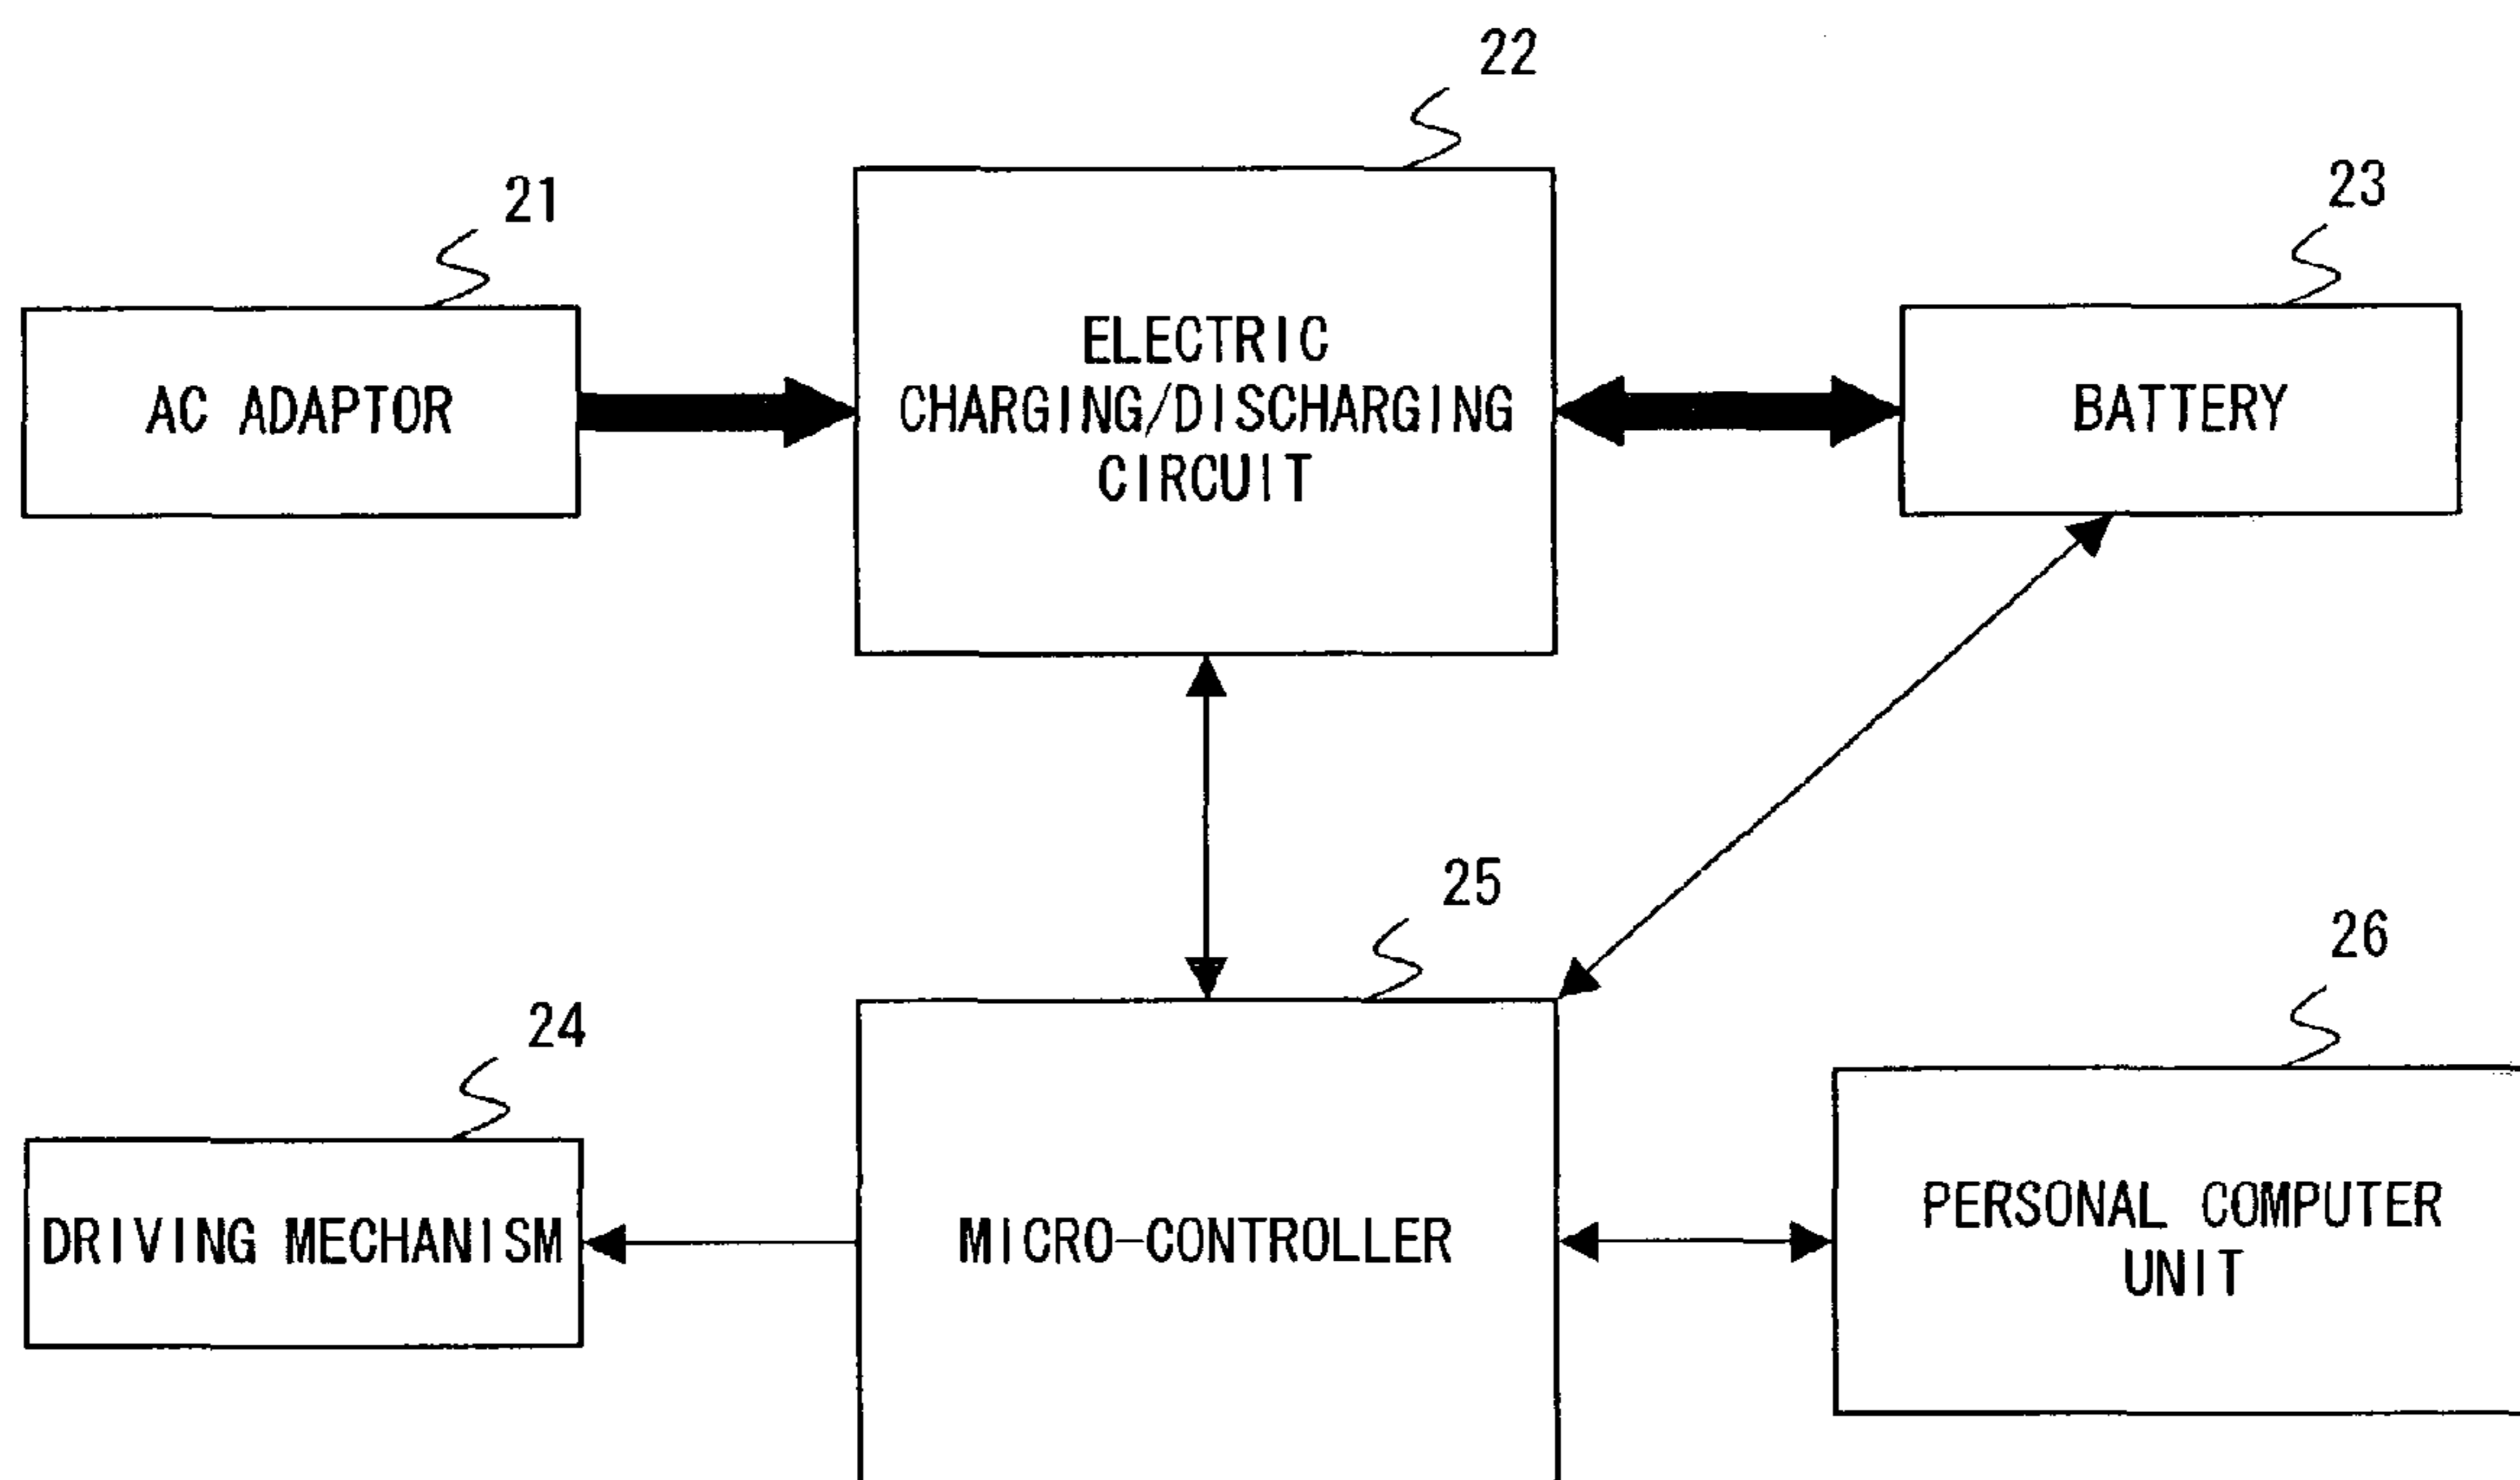 22
21
23
ELECTRIC
CHARGING/DISCHARGING
CIRCUIT
AC ADAPTOR
BATTERY
25
26
24
DRIVING MECHANISM
MICRO-CONTROLLER
PERSONAL COMPUTER
UNIT